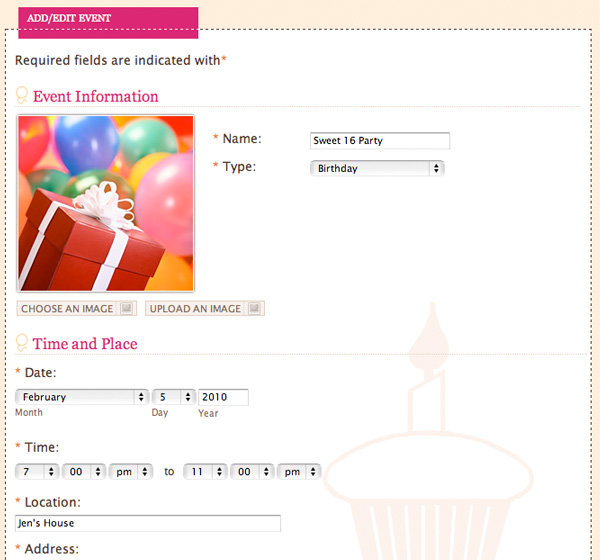 ADD/EDIT EVENT
Required fields are indicated with*
Event Information
* Name: Sweet 16 Party
* Type: Birthday
CHOOSE AN IMAGE UPLOAD AN IMAGE
Time and Place
* Date:
February 5 2010
Month Day Year
* Time:
7 00 pm to 11 00 pm
* Location:
Jen's House
* Address: